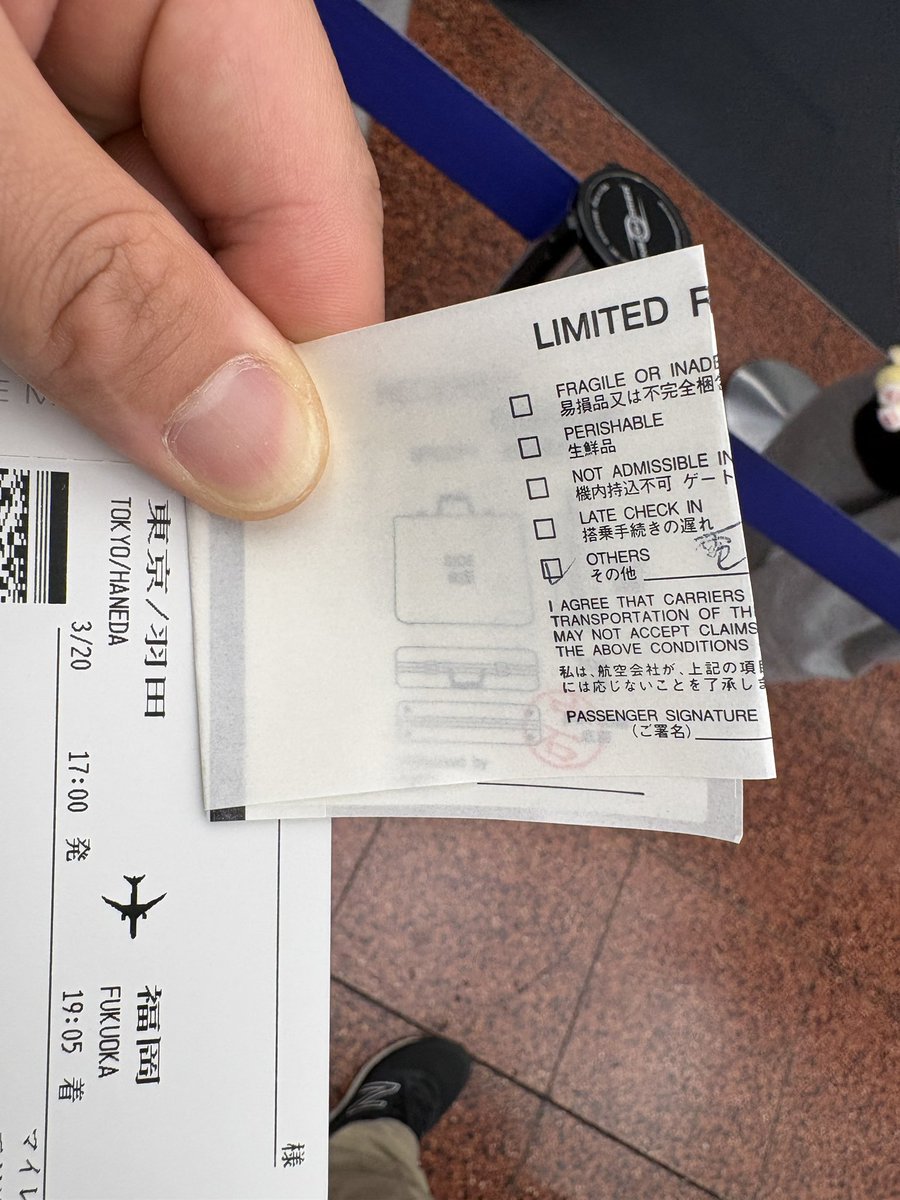 LIMITED R
FRAGILE OR INADE
易損品又は不完全梱包
PERISHABLE
生鮮品
NOT ADMISSIBLE IN
機内持込不可 ゲート
LATE CHECK IN
搭乗手続きの遅れ
OTHERS
その他
I AGREE THAT CARRIERS
TRANSPORTATION OF TH
MAY NOT ACCEPT CLAIMS
THE ABOVE CONDITIONS
私は、航空会社が、上記の項目
には応じないことを了承しま
PASSENGER SIGNATURE
(ご署名)
東京/羽田
TOKYO/HANEDA
3/20 17:00 発
福岡
FUKUOKA
19:05 着
様
マイレ